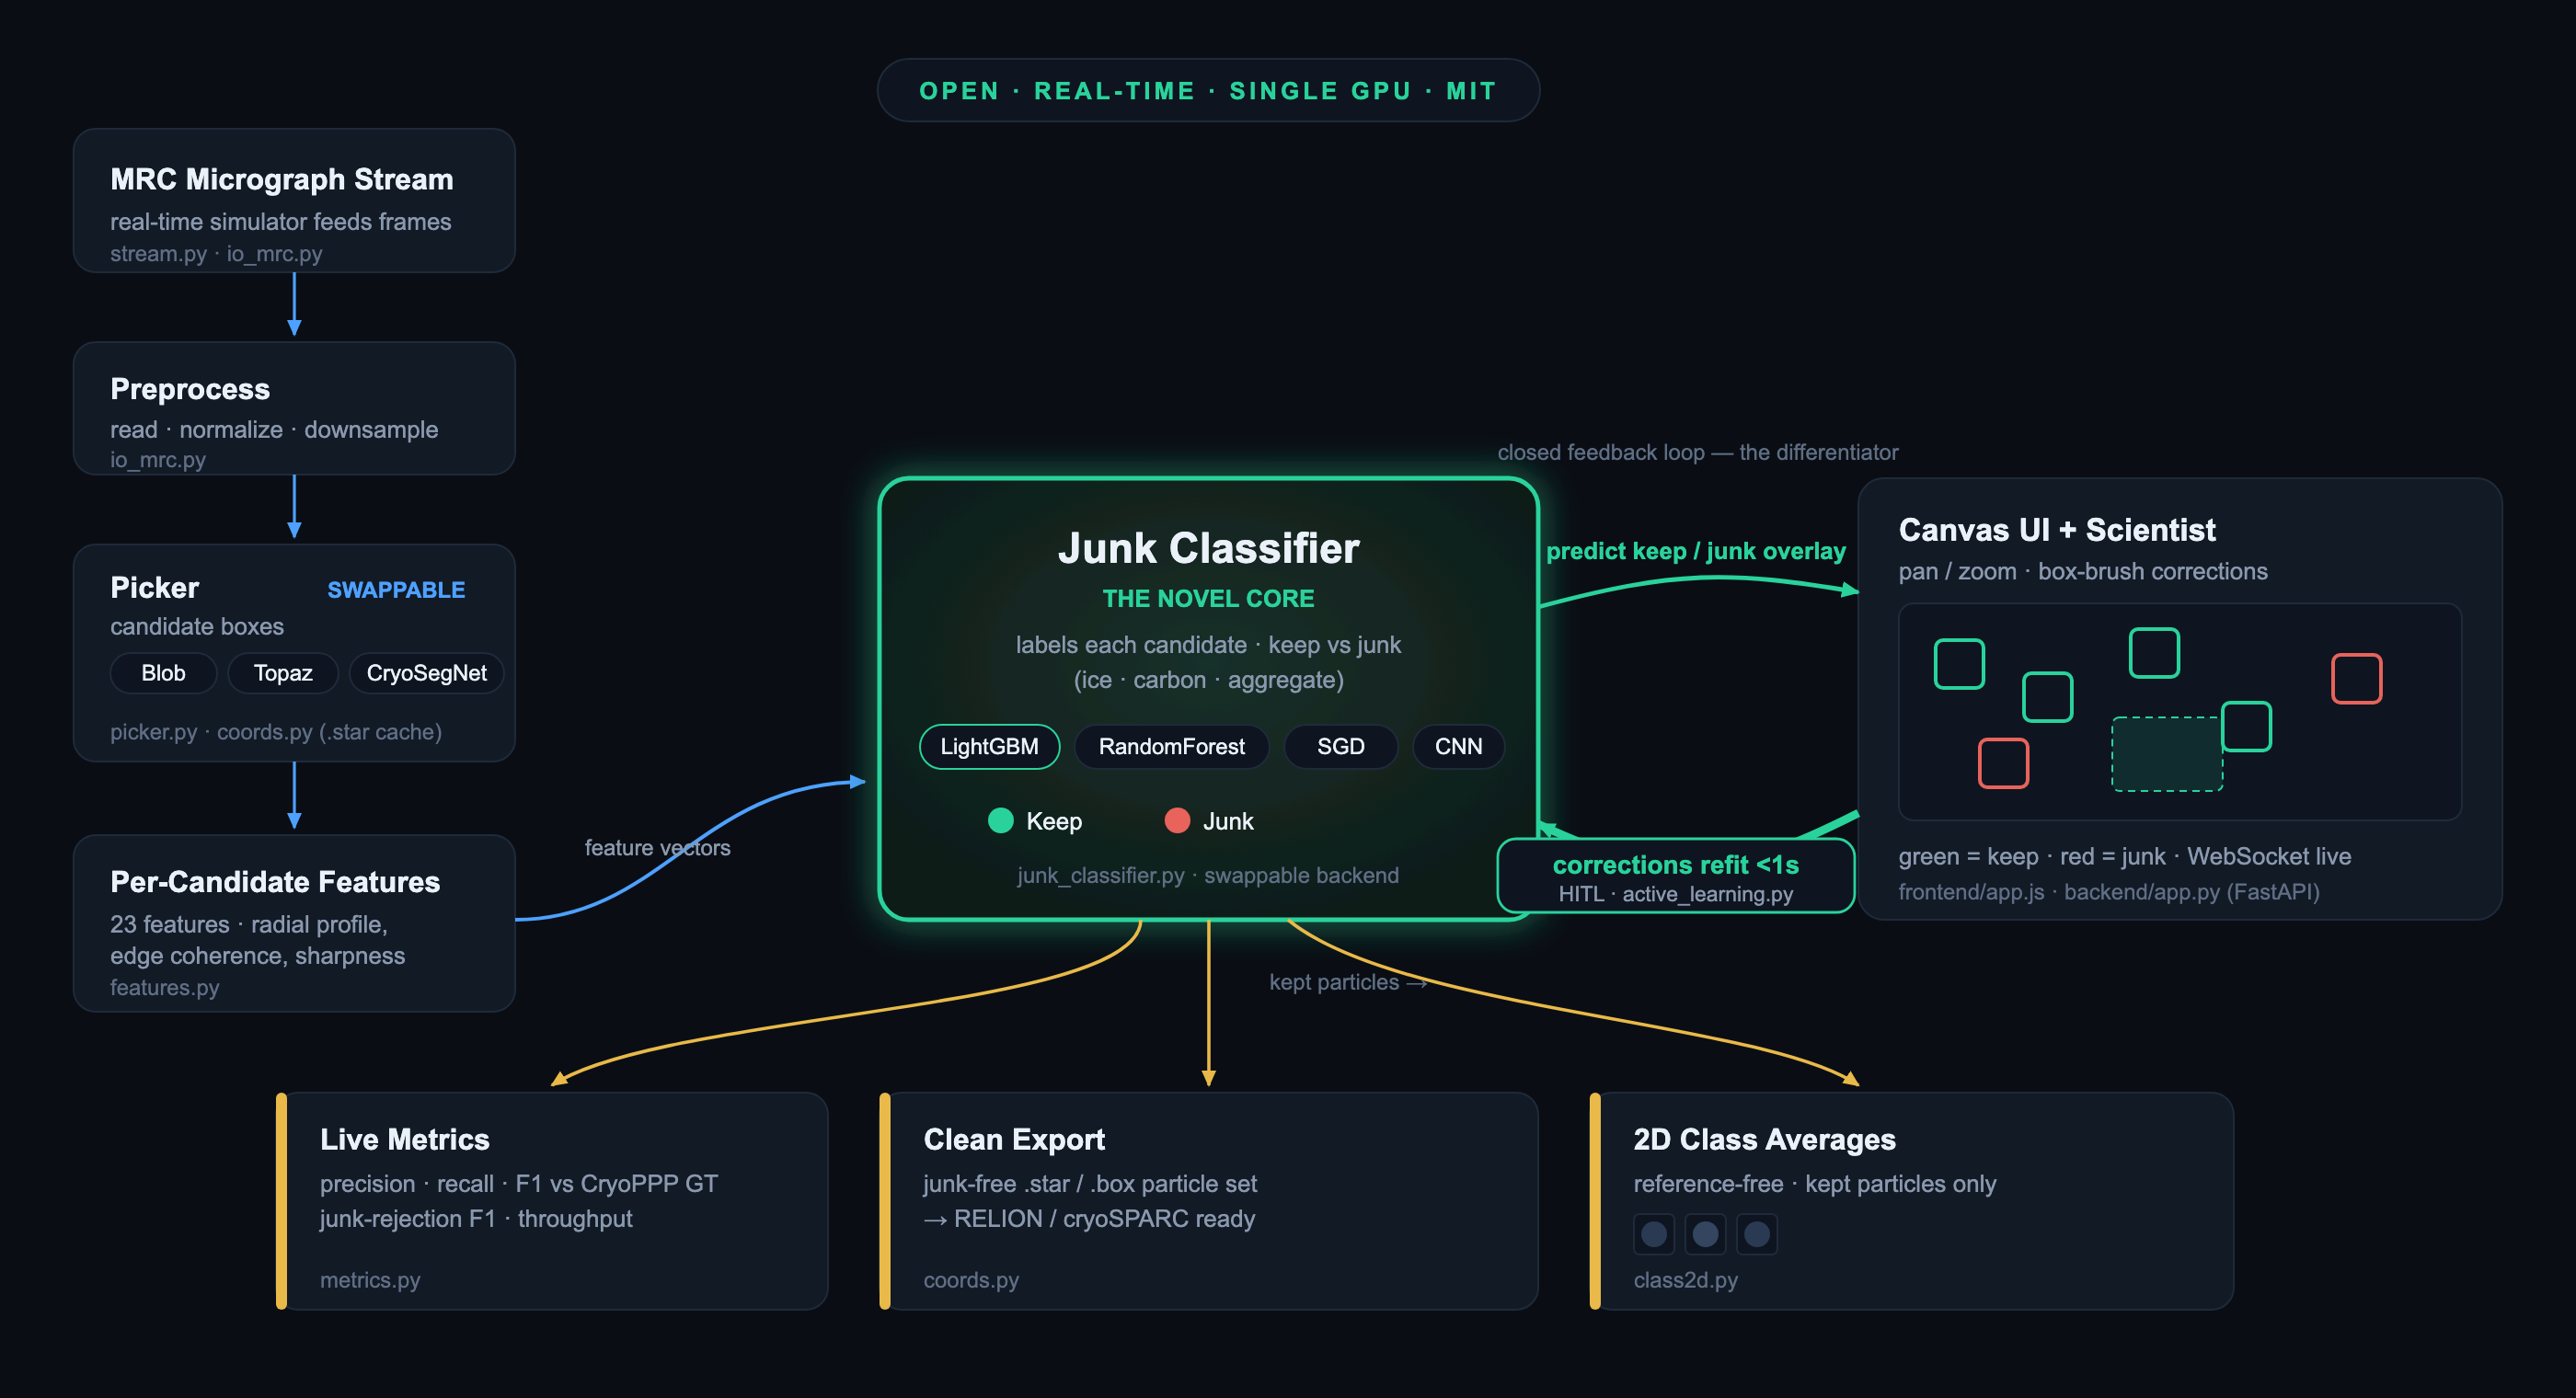 OPEN · REAL-TIME · SINGLE GPU · MIT
MRC Micrograph Stream
real-time simulator feeds frames
stream.py · io_mrc.py
Preprocess
read · normalize · downsample
io_mrc.py
Picker
SWAPPABLE
candidate boxes
Blob
Topaz
CryoSegNet
picker.py · coords.py (.star cache)
Per-Candidate Features
23 features · radial profile,
edge coherence, sharpness
features.py
feature vectors
Junk Classifier
THE NOVEL CORE
labels each candidate · keep vs junk
(ice · carbon · aggregate)
LightGBM
RandomForest
SGD
CNN
Keep
Junk
junk_classifier.py · swappable backend
closed feedback loop — the differentiator
predict keep / junk overlay
corrections refit <1s
HITL · active_learning.py
Canvas UI + Scientist
pan / zoom · box-brush corrections
green = keep · red = junk · WebSocket live
frontend/app.js · backend/app.py (FastAPI)
kept particles →
Live Metrics
precision · recall · F1 vs CryoPPP GT
junk-rejection F1 · throughput
metrics.py
Clean Export
junk-free .star / .box particle set
→ RELION / cryoSPARC ready
coords.py
2D Class Averages
reference-free · kept particles only
class2d.py